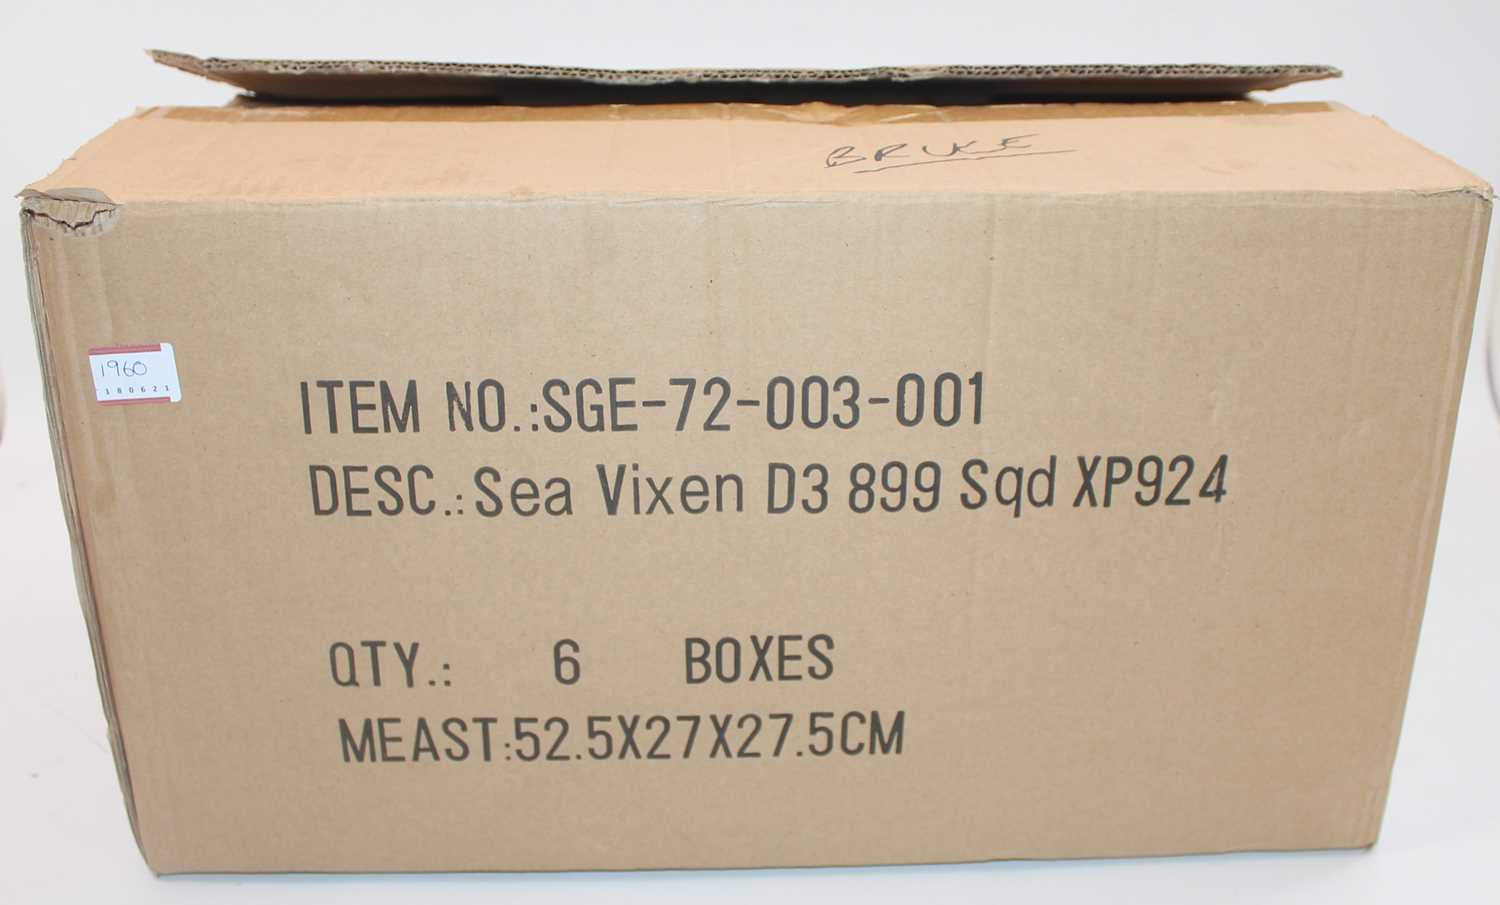 BRUCE
1960
180621
ITEM NO.:SGE-72-003-001
DESC.:Sea Vixen D3 899 Sqd XP924
QTY.: 6 BOXES
MEAST:52.5X27X27.5CM